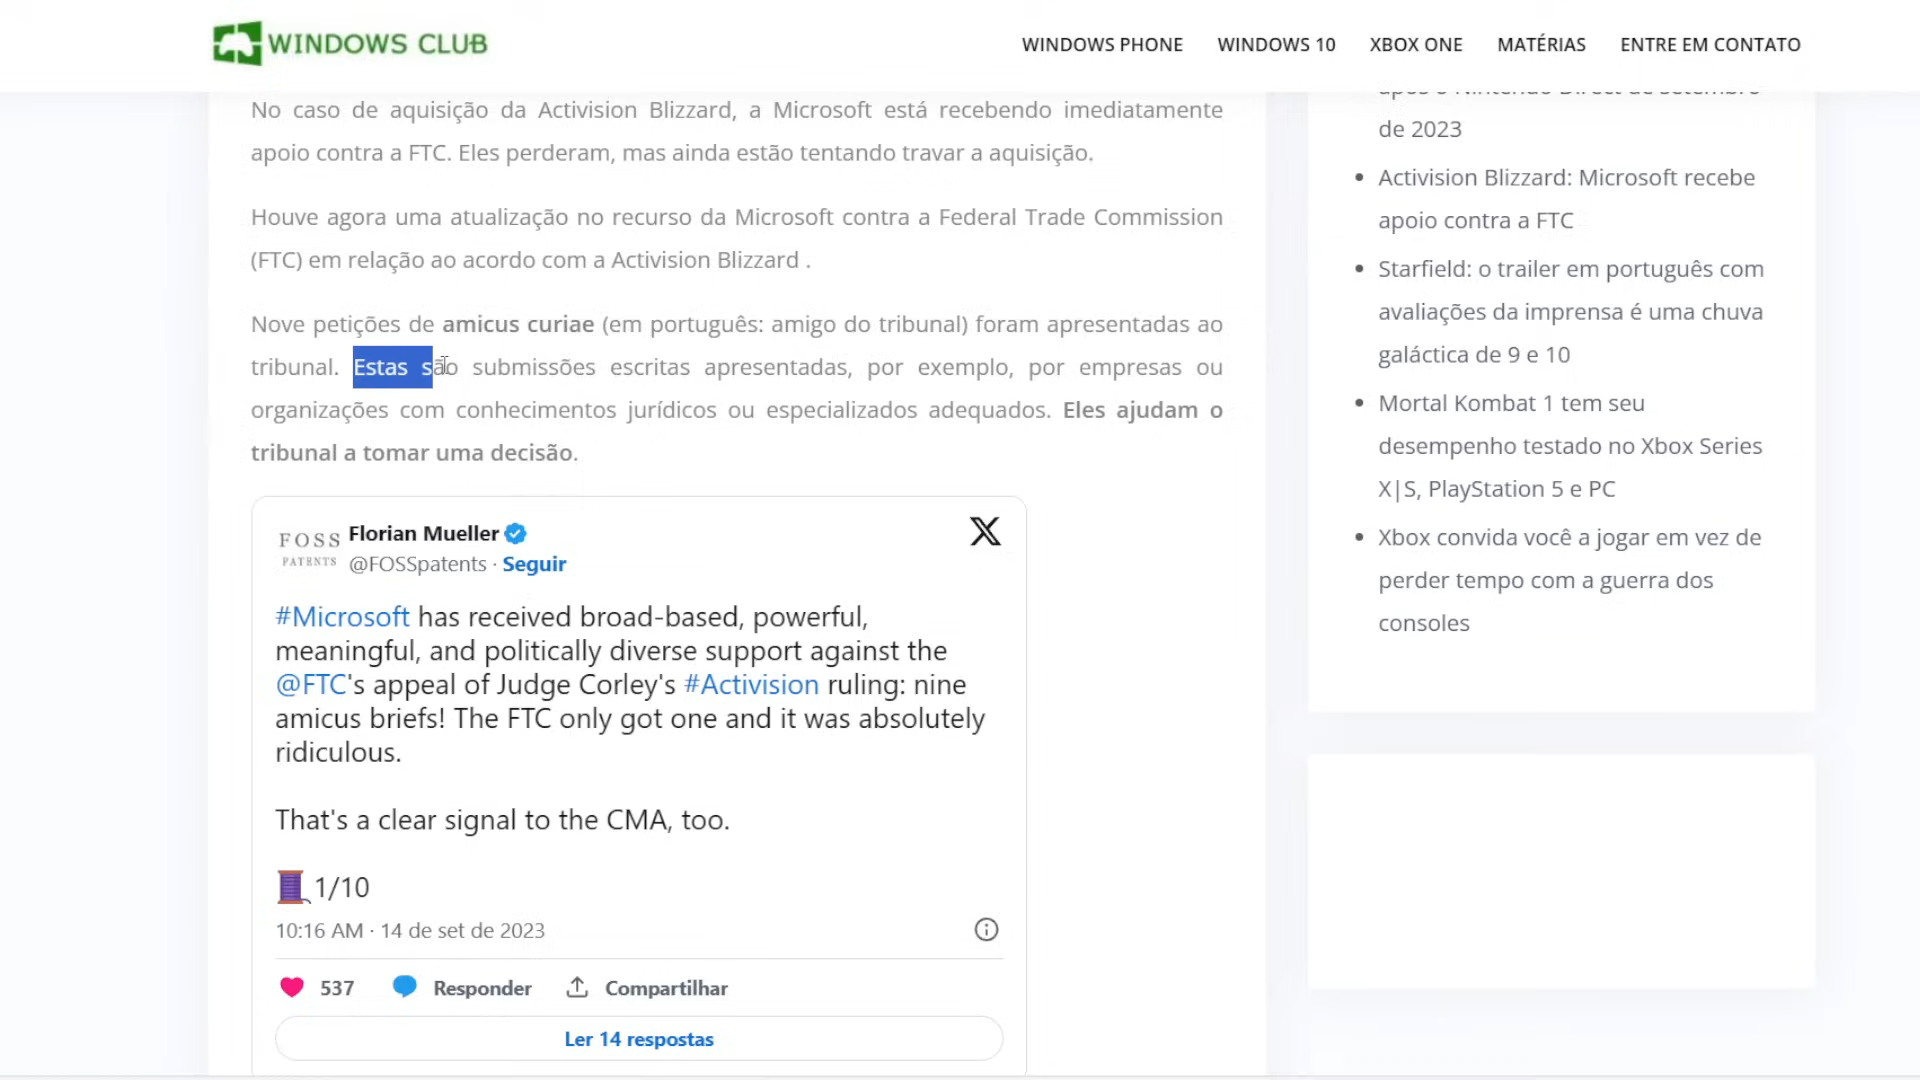 WINDOWS CLUB
WINDOWS PHONE
WINDOWS 10
XBOX ONE
MATÉRIAS
ENTRE EM CONTATO
No caso de aquisição da Activision Blizzard, a Microsoft está recebendo imediatamente
apoio contra a FTC. Eles perderam, mas ainda estão tentando travar a aquisição.
Houve agora uma atualização no recurso da Microsoft contra a Federal Trade Commission
(FTC) em relação ao acordo com a Activision Blizzard .
Nove petições de amicus curiae (em português: amigo do tribunal) foram apresentadas ao
tribunal. Estas são submissões escritas apresentadas, por exemplo, por empresas ou
organizações com conhecimentos jurídicos ou especializados adequados. Eles ajudam o
tribunal a tomar uma decisão.
FOSS
PATENTS
Florian Mueller
@FOSSpatents · Seguir
#Microsoft has received broad-based, powerful,
meaningful, and politically diverse support against the
@FTC's appeal of Judge Corley's #Activision ruling: nine
amicus briefs! The FTC only got one and it was absolutely
ridiculous.
That's a clear signal to the CMA, too.
🧵 1/10
10:16 AM · 14 de set de 2023
537
Responder
Compartilhar
Ler 14 respostas
após o Nintendo Direct de setembro
de 2023
• Activision Blizzard: Microsoft recebe
apoio contra a FTC
• Starfield: o trailer em português com
avaliações da imprensa é uma chuva
galáctica de 9 e 10
• Mortal Kombat 1 tem seu
desempenho testado no Xbox Series
X|S, PlayStation 5 e PC
• Xbox convida você a jogar em vez de
perder tempo com a guerra dos
consoles